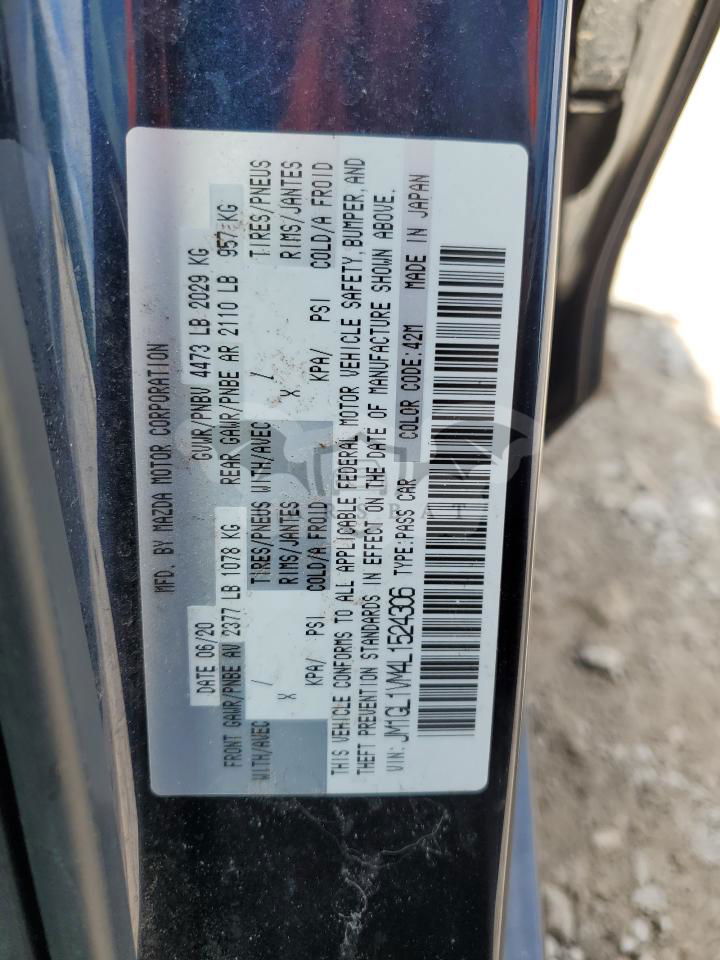 MFD. BY MAZDA MOTOR CORPORATION
DATE 06/20 GVWR/PNBV 4473 LB 2029 KG
FRONT GAWR/PNBE AV 2377 LB 1078 KG REAR GAWR/PNBE AR 2110 LB 957 KG
WITH/AVEC / TIRES/PNEUS WITH/AVEC / TIRES/PNEUS
X RIMS/JANTES X RIMS/JANTES
KPA/ PSI COLD/A FROID KPA/ PSI COLD/A FROID
THIS VEHICLE CONFORMS TO ALL APPLICABLE FEDERAL MOTOR VEHICLE SAFETY, BUMPER, AND
THEFT PREVENTION STANDARDS IN EFFECT ON THE DATE OF MANUFACTURE SHOWN ABOVE.
VIN: JM1GL1VM4L1524306 TYPE:PASS CAR COLOR CODE:42M MADE IN JAPAN